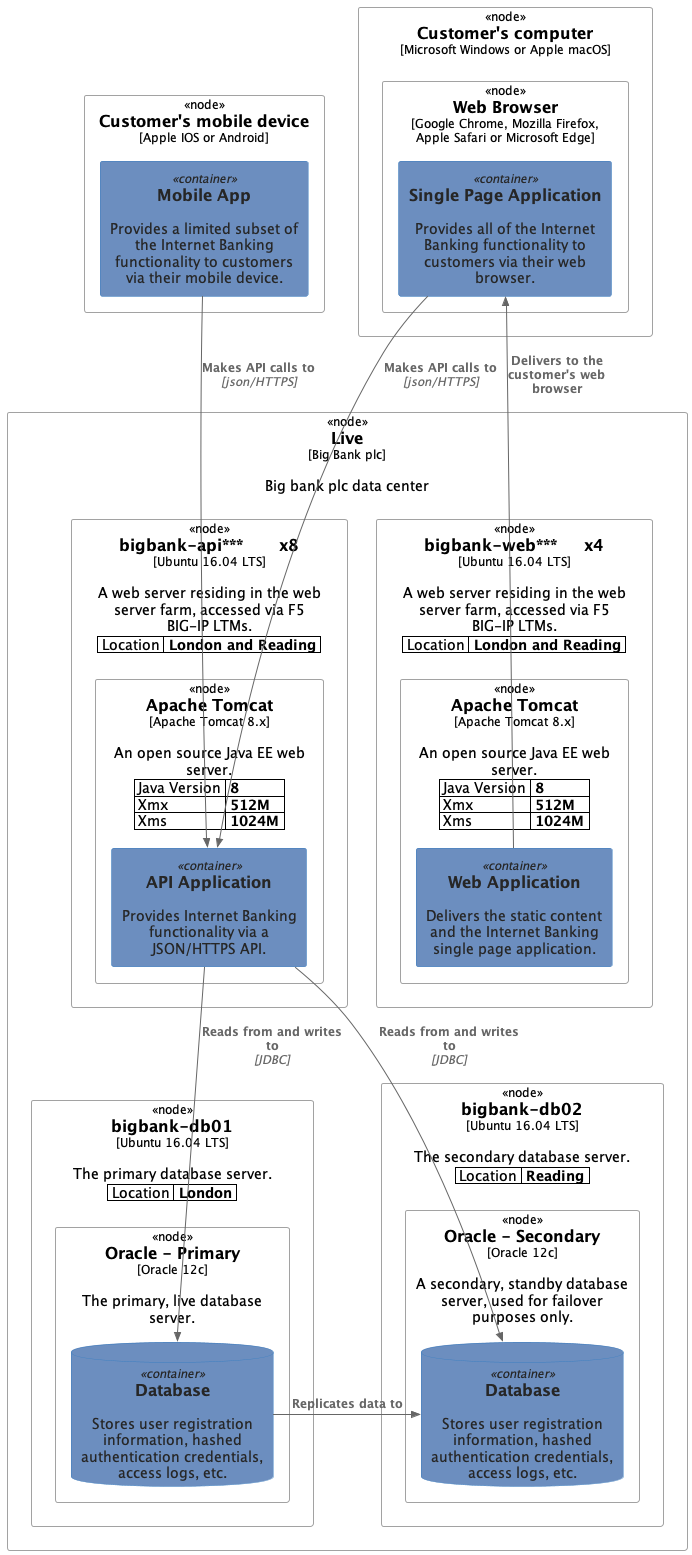 «node»
Customer's computer
[Microsoft Windows or Apple macOS]
«node»
Web Browser
[Google Chrome, Mozilla Firefox,
Apple Safari or Microsoft Edge]
«container»
Single Page Application
Provides all of the Internet
Banking functionality to
customers via their web
browser.
«node»
Customer's mobile device
[Apple IOS or Android]
«container»
Mobile App
Provides a limited subset of
the Internet Banking
functionality to customers
via their mobile device.
Makes API calls to
[json/HTTPS]
Makes API calls to
[json/HTTPS]
Delivers to the
customer's web
browser
«node»
Live
[Big Bank plc]
Big bank plc data center
«node»
bigbank-api*** x8
[Ubuntu 16.04 LTS]
A web server residing in the web
server farm, accessed via F5
BIG-IP LTMs.
Location London and Reading
«node»
Apache Tomcat
[Apache Tomcat 8.x]
An open source Java EE web
server.
Java Version 8
Xmx 512M
Xms 1024M
«container»
API Application
Provides Internet Banking
functionality via a
JSON/HTTPS API.
«node»
bigbank-web*** x4
[Ubuntu 16.04 LTS]
A web server residing in the web
server farm, accessed via F5
BIG-IP LTMs.
Location London and Reading
«node»
Apache Tomcat
[Apache Tomcat 8.x]
An open source Java EE web
server.
Java Version 8
Xmx 512M
Xms 1024M
«container»
Web Application
Delivers the static content
and the Internet Banking
single page application.
Reads from and writes
to
[JDBC]
Reads from and writes
to
[JDBC]
«node»
bigbank-db01
[Ubuntu 16.04 LTS]
The primary database server.
Location London
«node»
Oracle - Primary
[Oracle 12c]
The primary, live database
server.
«container»
Database
Stores user registration
information, hashed
authentication credentials,
access logs, etc.
Replicates data to
«node»
bigbank-db02
[Ubuntu 16.04 LTS]
The secondary database server.
Location Reading
«node»
Oracle - Secondary
[Oracle 12c]
A secondary, standby database
server, used for failover
purposes only.
«container»
Database
Stores user registration
information, hashed
authentication credentials,
access logs, etc.